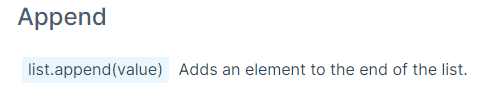 Append
list.append(value) Adds an element to the end of the list.